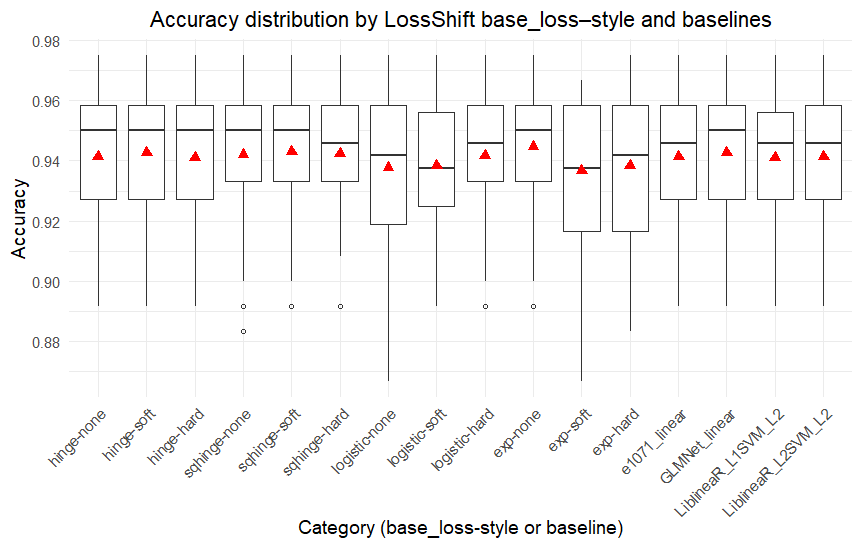 Accuracy distribution by LossShift base_loss–style and baselines
Accuracy
0.98
0.96
0.94
0.92
0.90
0.88
hinge-none
hinge-soft
hinge-hard
sqhinge-none
sqhinge-soft
sqhinge-hard
logistic-none
logistic-soft
logistic-hard
exp-none
exp-soft
exp-hard
e1071_linear
GLMNet_linear
LiblineaR_L1SVM_L2
LiblineaR_L2SVM_L2
Category (base_loss-style or baseline)